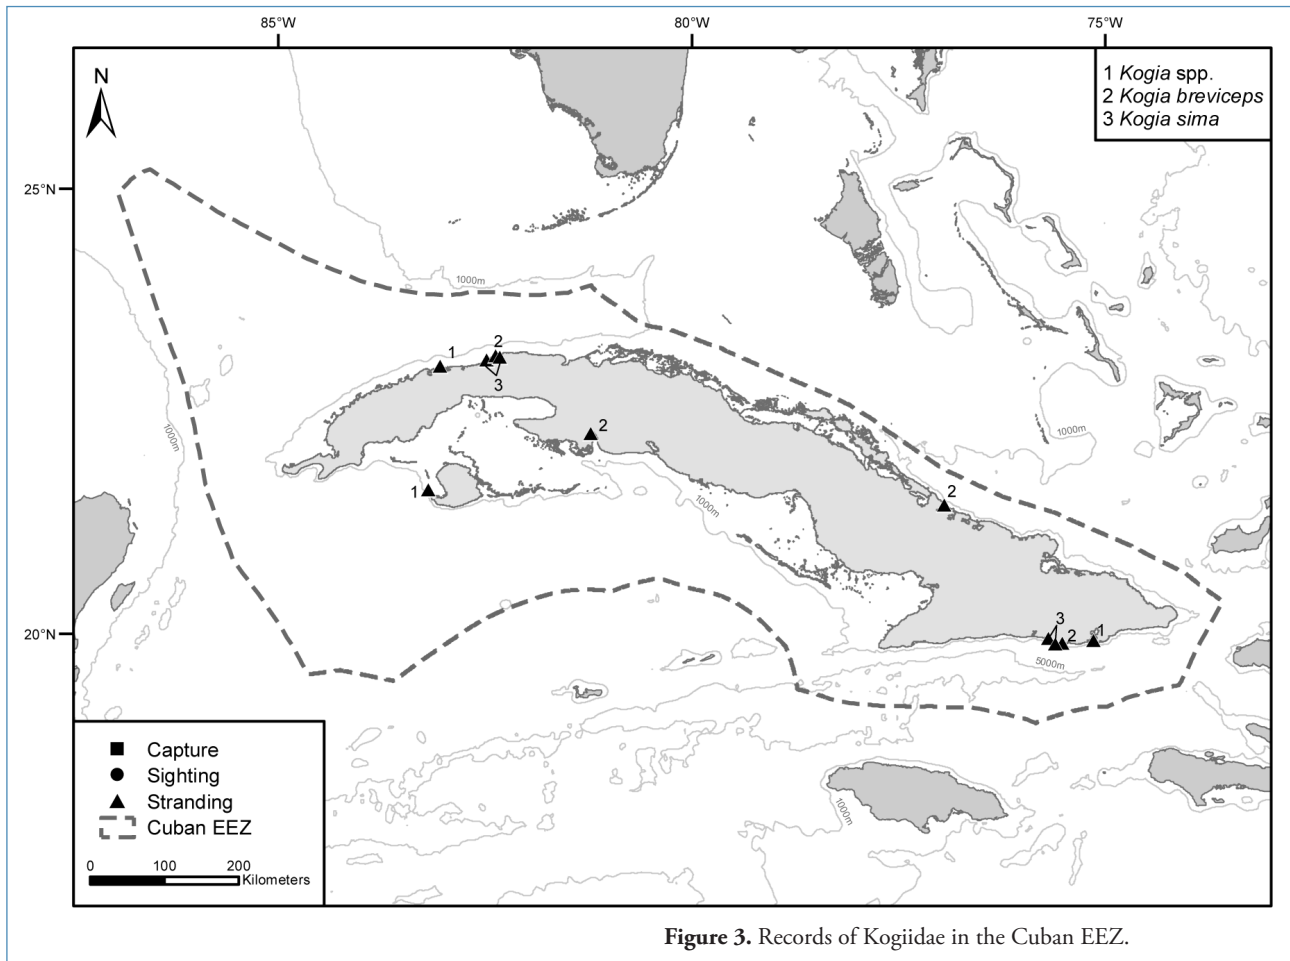 85°W
80°W
75°W
N
1 Kogia spp.
2 Kogia breviceps
3 Kogia sima
25°N
1000m
1
2
3
1000m
1000m
2
1
1000m
2
20°N
3
2
1
5000m
1000m
Capture
Sighting
Stranding
Cuban EEZ
0 100 200
Kilometers
Figure 3. Records of Kogiidae in the Cuban EEZ.